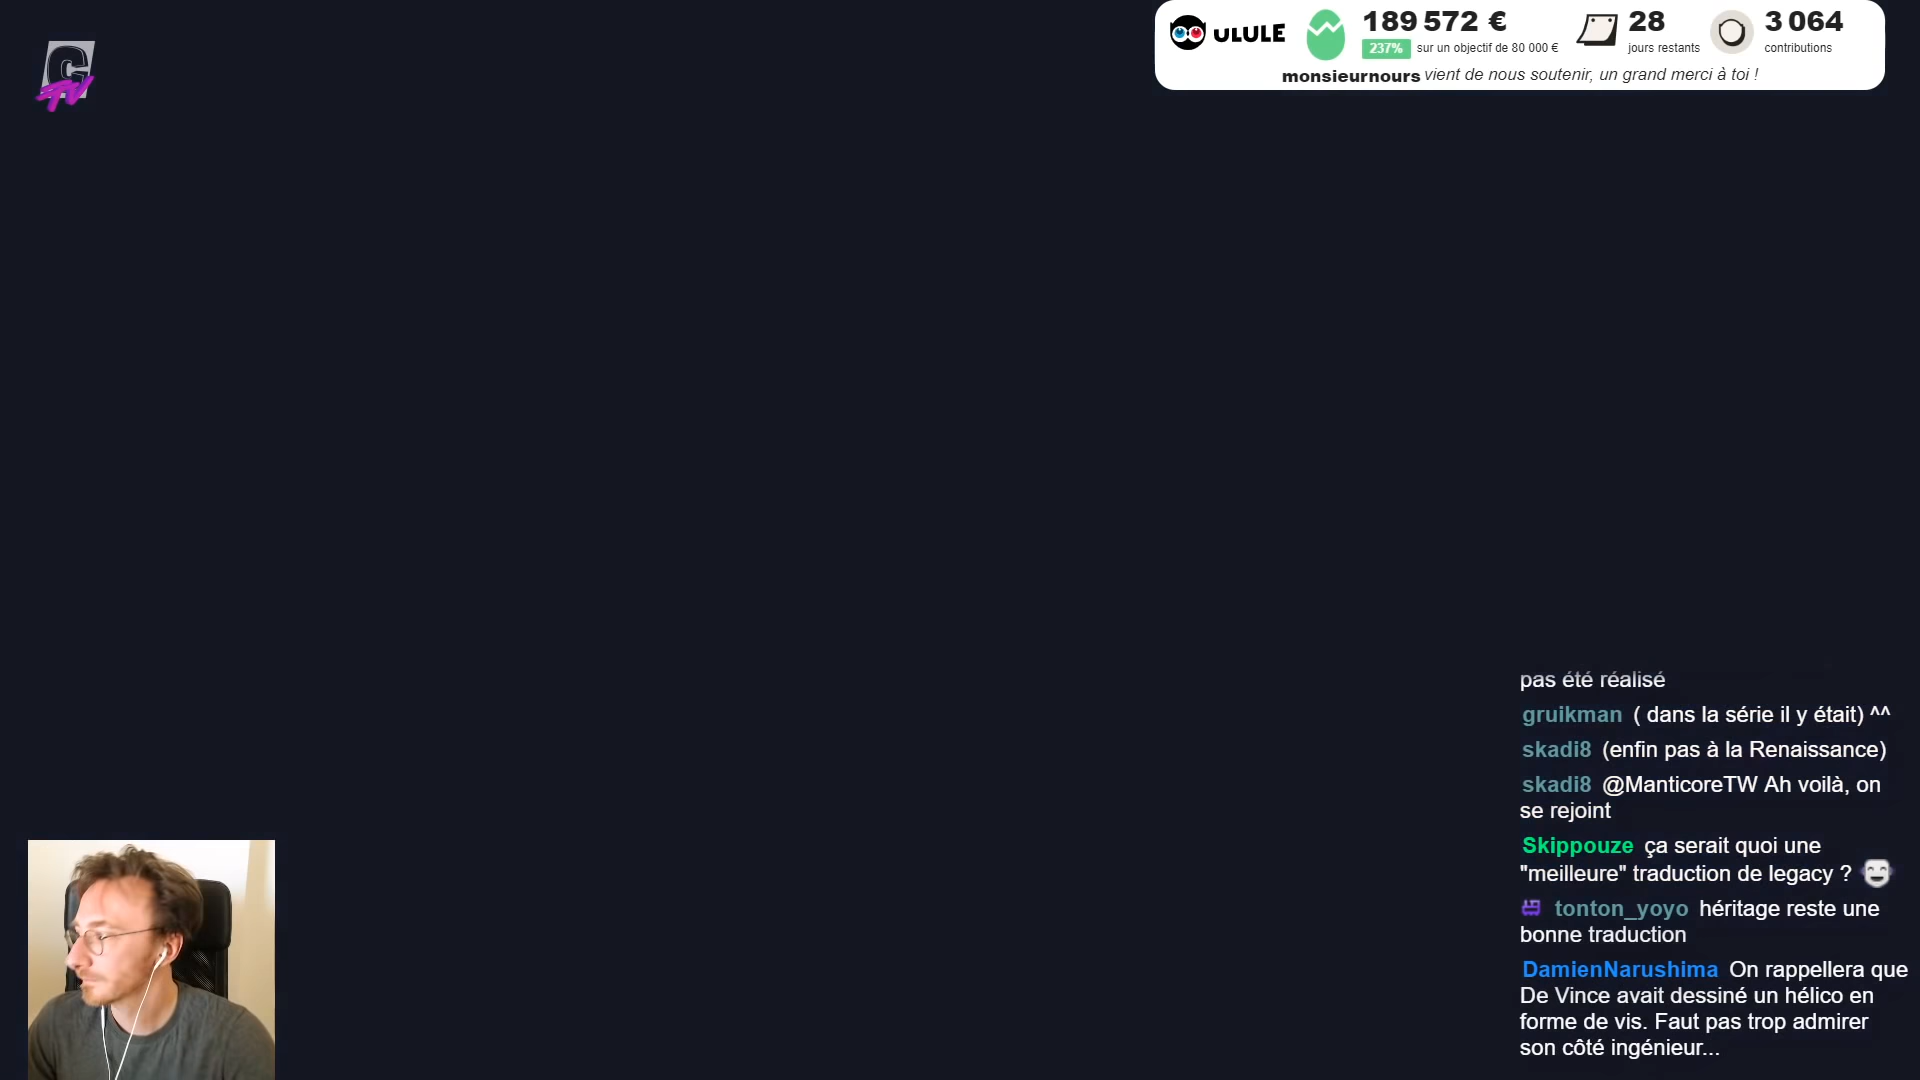 C
TV
ULULE
189 572 €
237% sur un objectif de 80 000 €
28
jours restants
3 064
contributions
monsieurnours vient de nous soutenir, un grand merci à toi !
pas été réalisé
gruikman ( dans la série il y était) ^^
skadi8 (enfin pas à la Renaissance)
skadi8 @ManticoreTW Ah voilà, on
se rejoint
Skippouze ça serait quoi une
"meilleure" traduction de legacy ?
tonton_yoyo héritage reste une
bonne traduction
DamienNarushima On rappellera que
De Vince avait dessiné un hélico en
forme de vis. Faut pas trop admirer
son côté ingénieur...